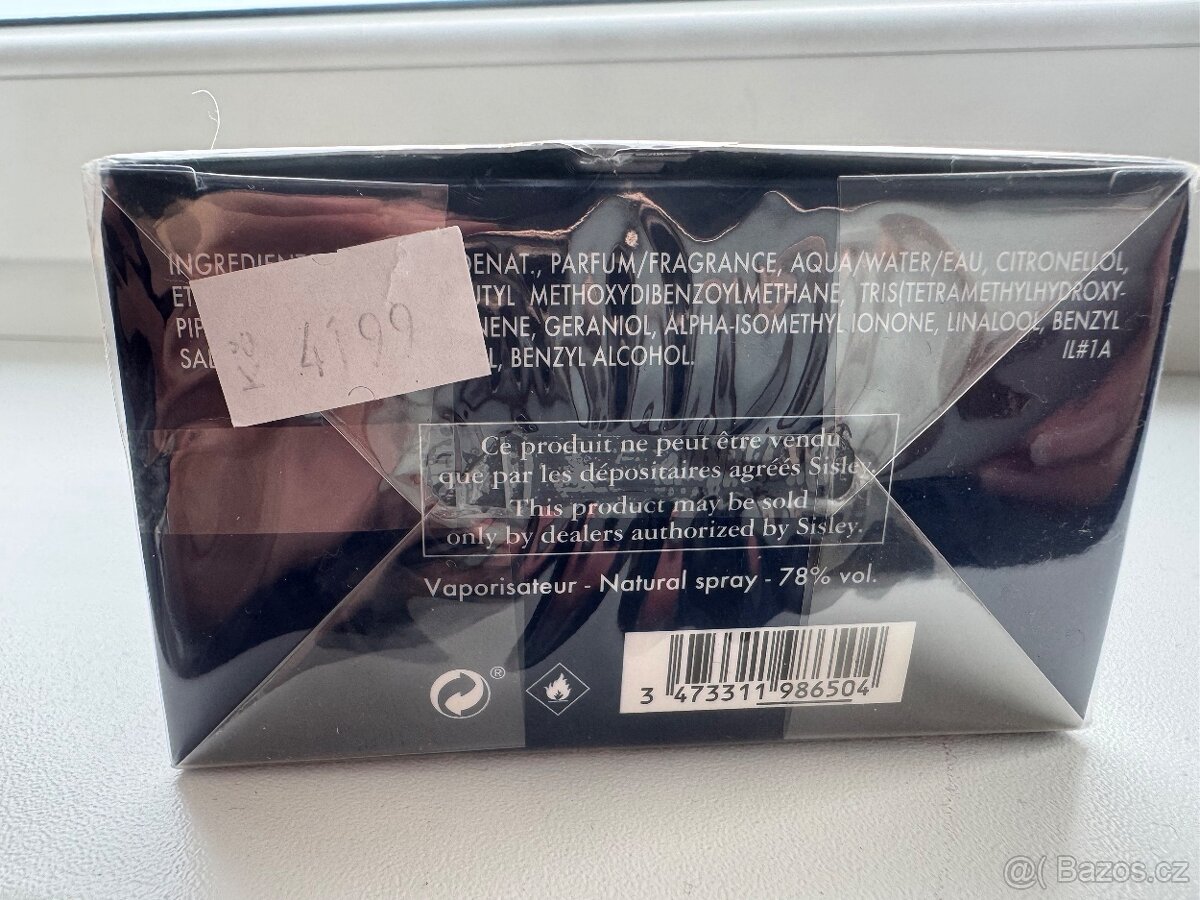 INGREDIENT DENAT., PARFUM/FRAGRANCE, AQUA/WATER/EAU, CITRONELLOL,
ET UTYL METHOXYDIBENZOYLMETHANE, TRIS(TETRAMETHYLHYDROXY-
PIP NENE, GERANIOL, ALPHA-ISOMETHYL IONONE, LINALOOL, BENZYL
SAL L, BENZYL ALCOHOL.
IL#1A
4199
Ce produit ne peut être vendu
que par les dépositaires agréés Sisley.
This product may be sold
only by dealers authorized by Sisley.
Vaporisateur - Natural spray - 78% vol.
®
3 473311 986504
Bazos.cz